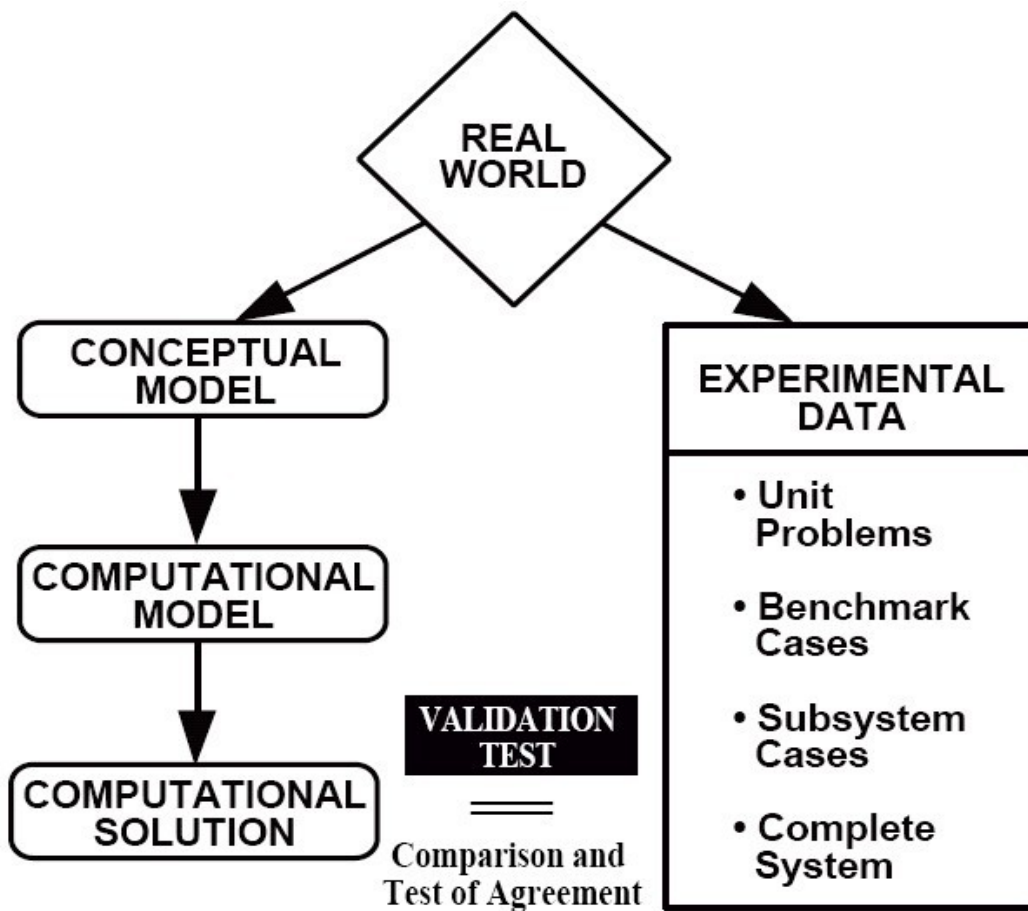 REAL
WORLD
CONCEPTUAL
MODEL
COMPUTATIONAL
MODEL
COMPUTATIONAL
SOLUTION
VALIDATION
TEST
Comparison and
Test of Agreement
EXPERIMENTAL
DATA
• Unit
Problems
• Benchmark
Cases
• Subsystem
Cases
• Complete
System